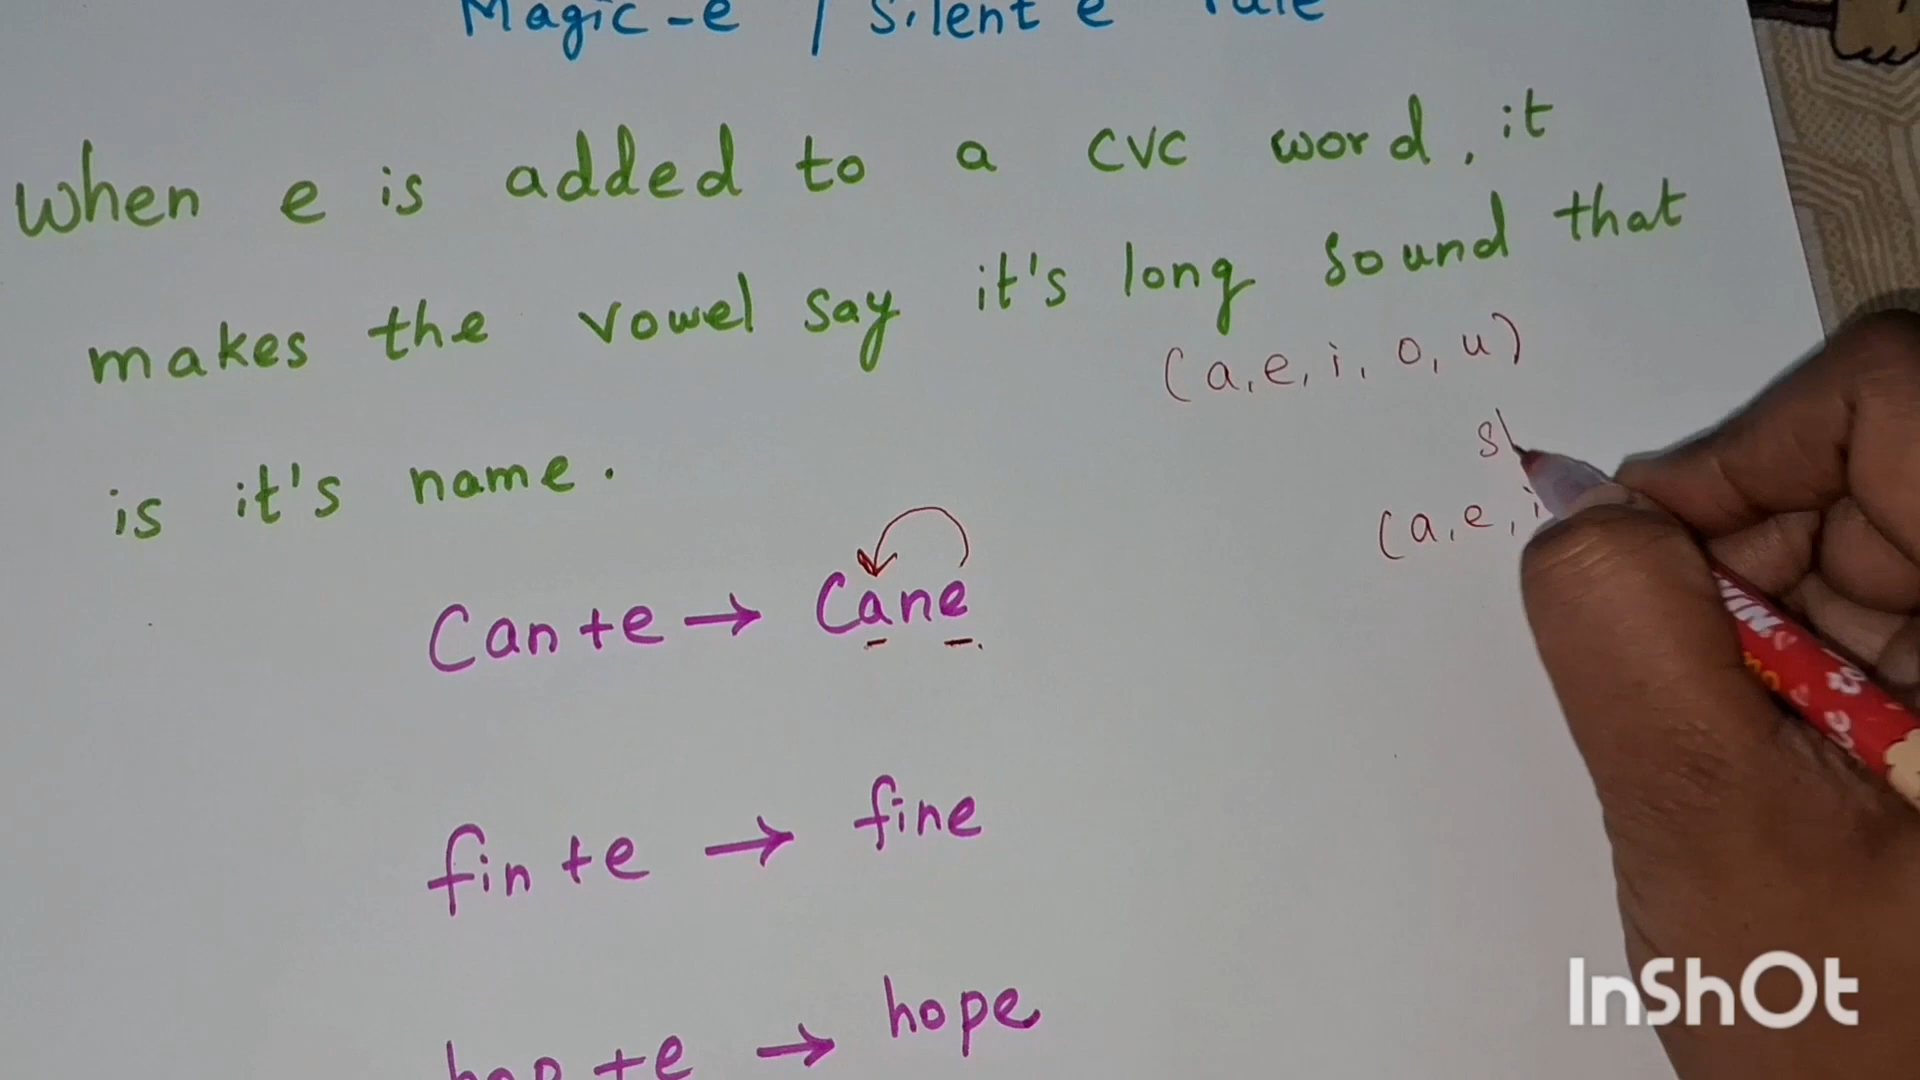 Magic-e / Silent e rule
When e is added to a CVC word, it
makes the vowel say it's long sound that
(a, e, i, o, u)
is it's name.
(a, e, i
Can +e → Cane
fin +e → fine
hop +e → hope
InShOt